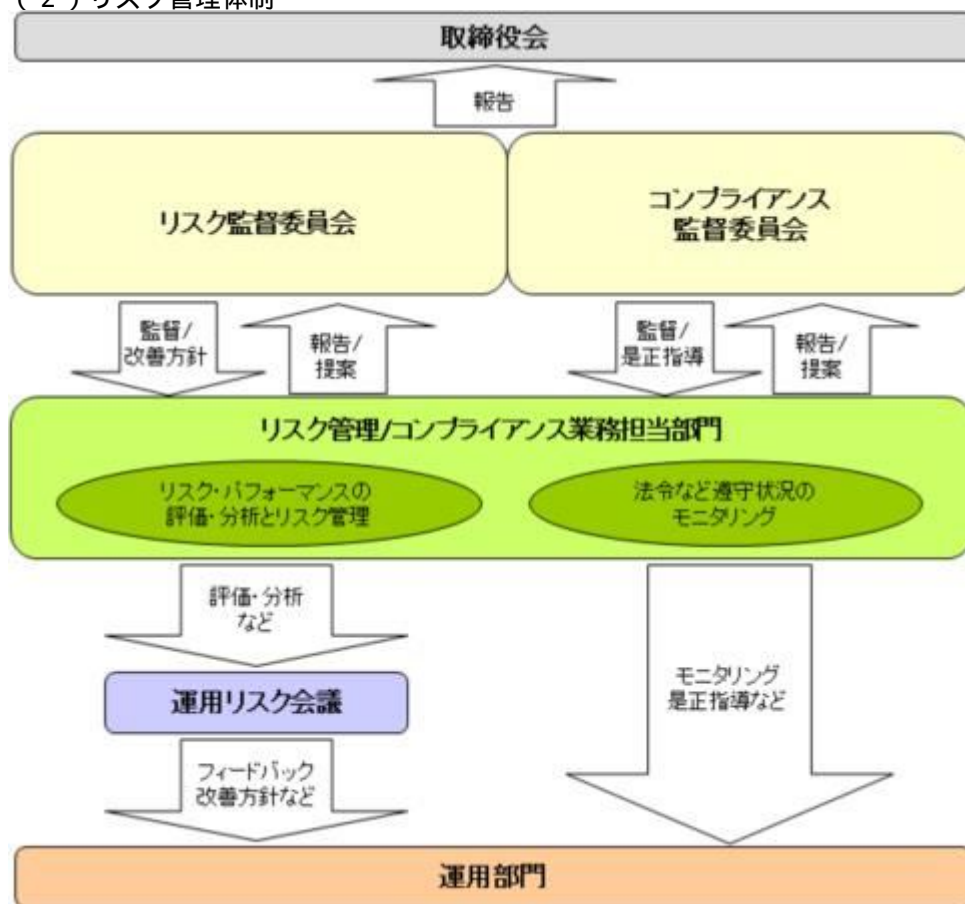 （２）リスク管理体制
取締役会
報告
リスク監督委員会
コンプライアンス
監督委員会
監督/
改善方針
報告/
提案
監督/
是正指導
報告/
提案
リスク管理/コンプライアンス業務担当部門
リスク・パフォーマンスの
評価・分析とリスク管理
法令など遵守状況の
モニタリング
評価・分析
など
運用リスク会議
モニタリング
是正指導など
フィードバック
改善方針など
運用部門